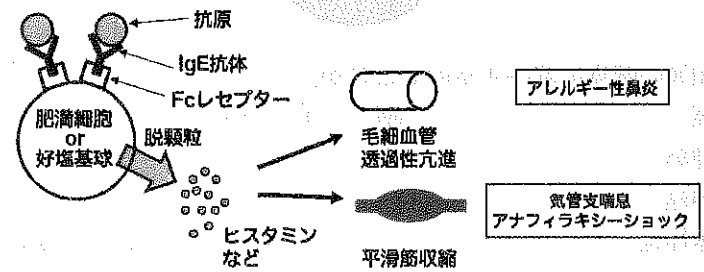 抗原
IgE抗体
Fcレセプター
肥満細胞
or
好塩基球
脱顆粒
ヒスタミン
など
毛細血管
透過性亢進
平滑筋収縮
アレルギー性鼻炎
気管支喘息
アナフィラキシーショック